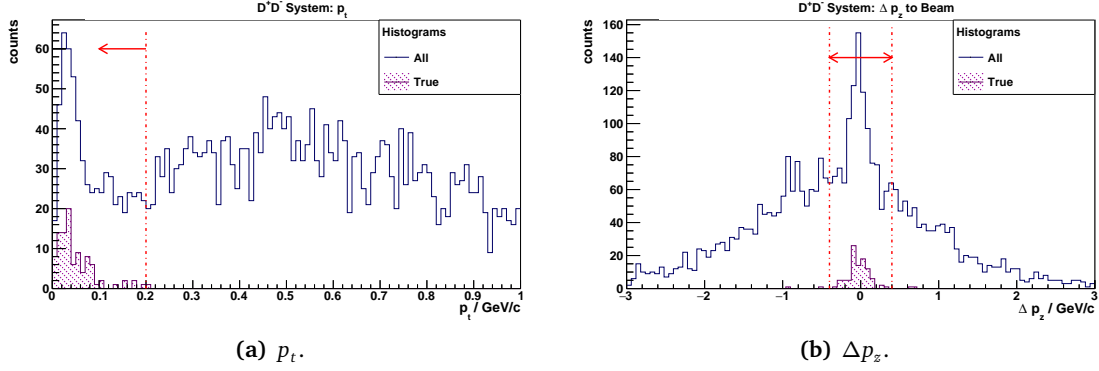 D⁺D⁻ System: pₜ
counts
60
50
40
30
20
10
0
0 0.1 0.2 0.3 0.4 0.5 0.6 0.7 0.8 0.9 1
pₜ / GeV/c
Histograms
All
True
(a) pₜ.
D⁺D⁻ System: Δ p_z to Beam
counts
160
140
120
100
80
60
40
20
0
−3 −2 −1 0 1 2 3
Δ p_z / GeV/c
Histograms
All
True
(b) Δp_z.